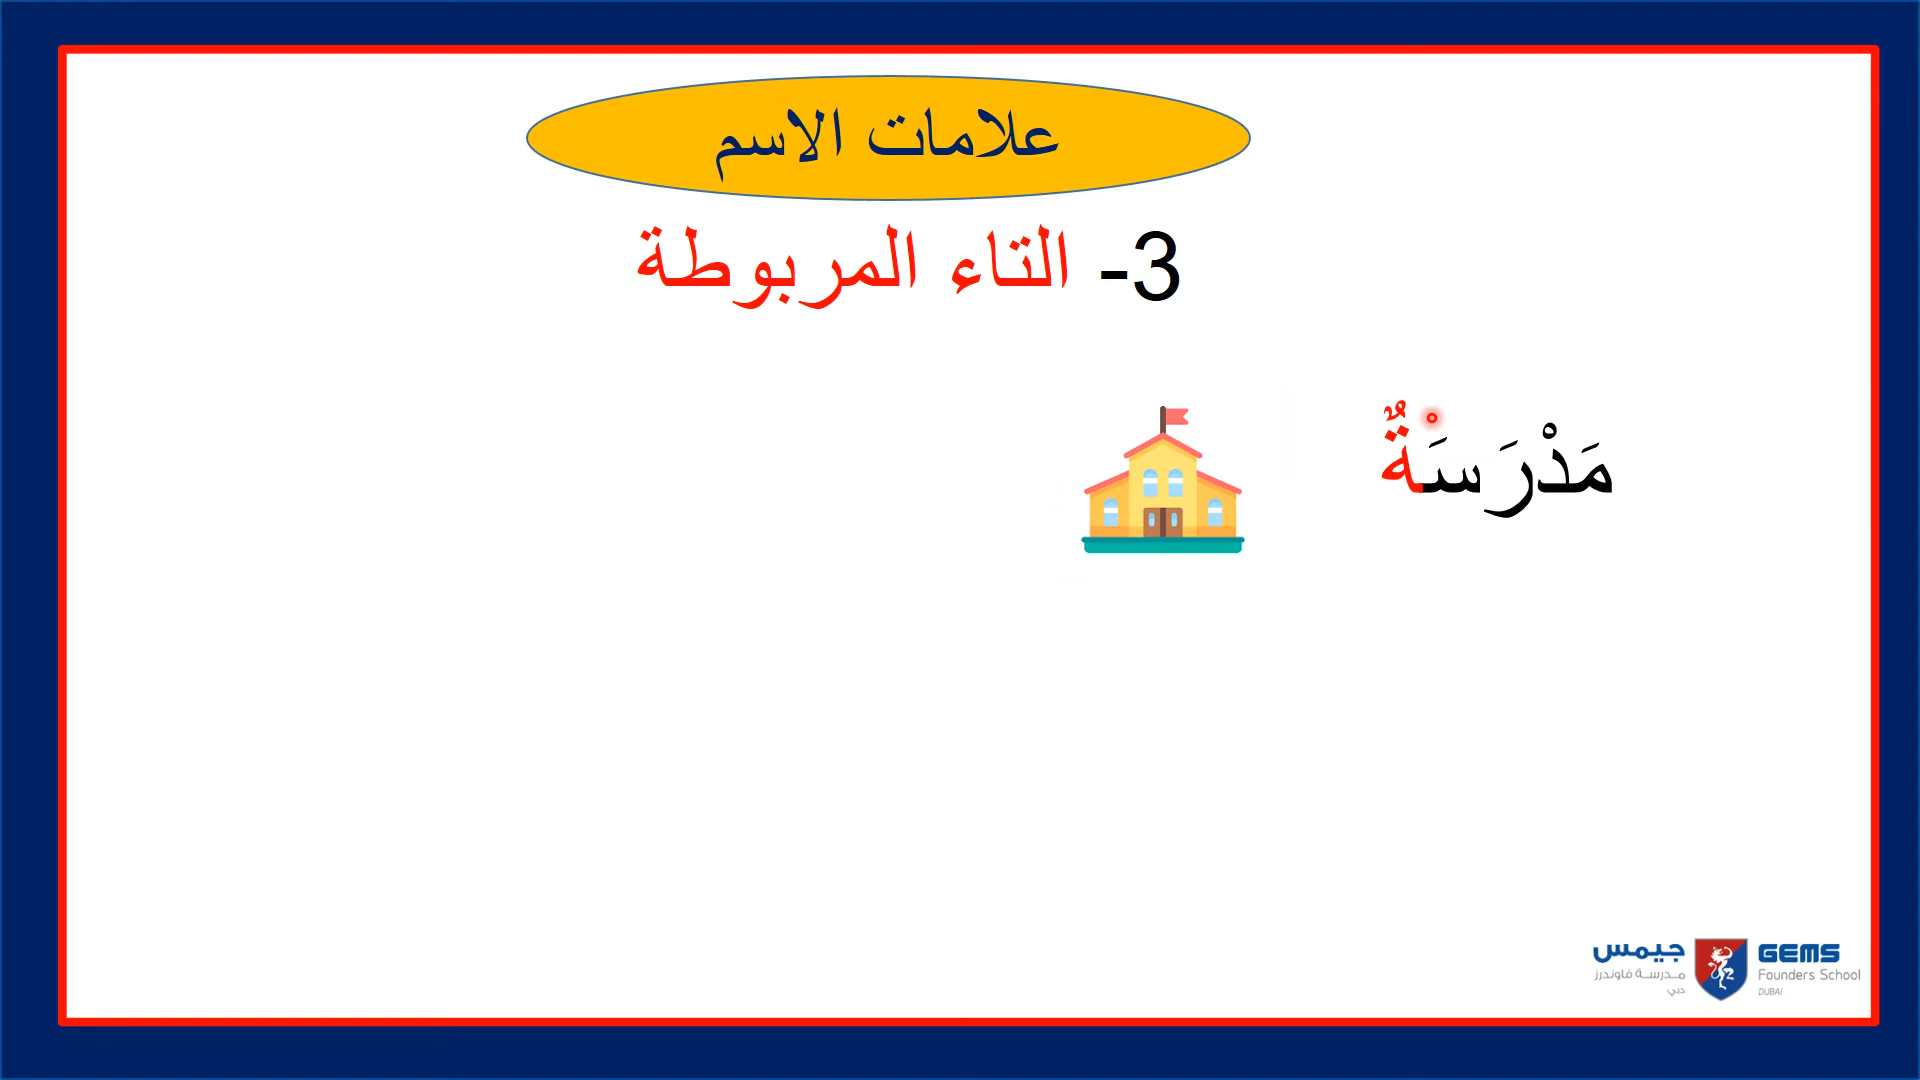 علامات الاسم
3- التاء المربوطة
مَدْرَسَةٌ
جيمس
مدرسة فاوندرز
دبي
GEMS
Founders School
DUBAI